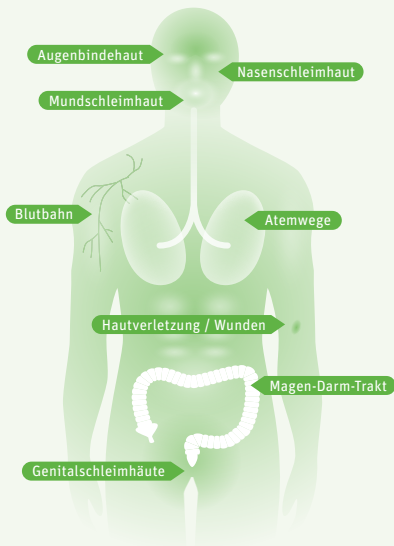 Augenbindehaut
Nasenschleimhaut
Mundschleimhaut
Blutbahn
Atemwege
Hautverletzung / Wunden
Magen-Darm-Trakt
Genitalschleimhäute